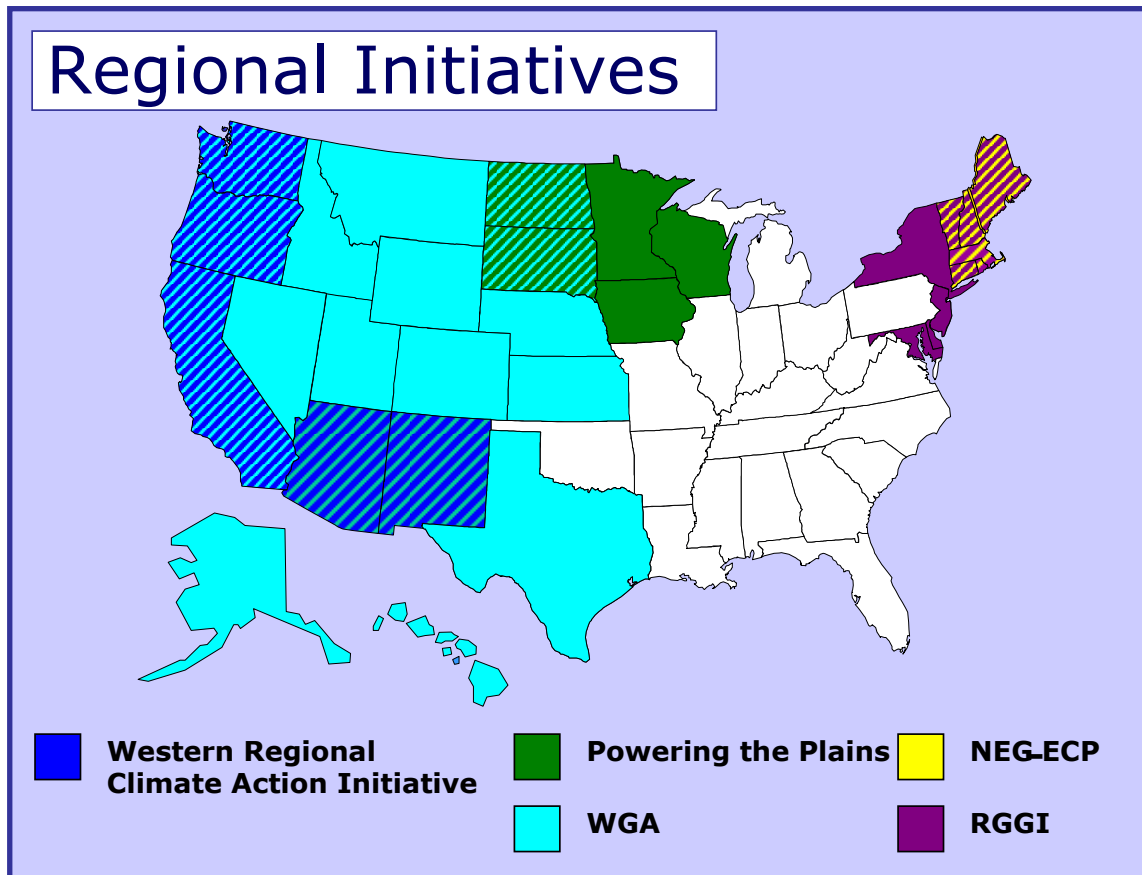 Regional Initiatives
Western Regional
Climate Action Initiative
Powering the Plains
NEG-ECP
WGA
RGGI